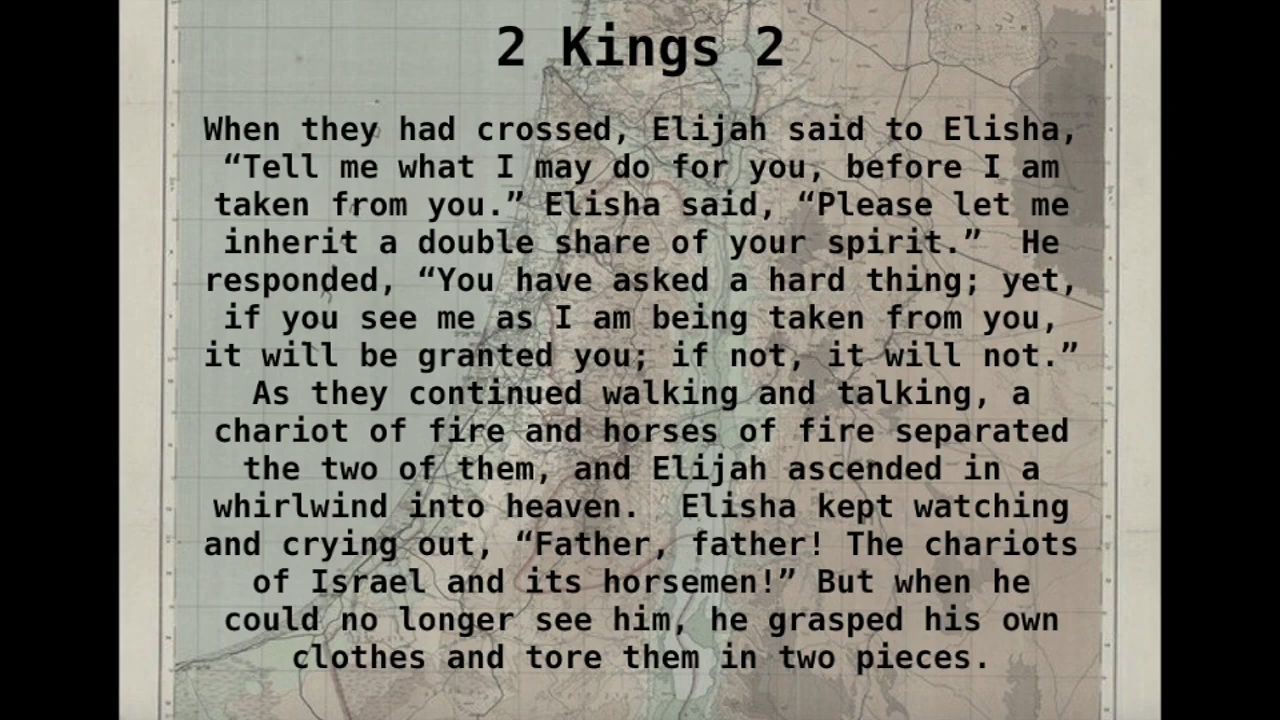 2 Kings 2
When they had crossed, Elijah said to Elisha,
“Tell me what I may do for you, before I am
taken from you.” Elisha said, “Please let me
inherit a double share of your spirit.”  He
responded, “You have asked a hard thing; yet,
if you see me as I am being taken from you,
it will be granted you; if not, it will not.”
As they continued walking and talking, a
chariot of fire and horses of fire separated
the two of them, and Elijah ascended in a
whirlwind into heaven.  Elisha kept watching
and crying out, “Father, father! The chariots
of Israel and its horsemen!” But when he
could no longer see him, he grasped his own
clothes and tore them in two pieces.